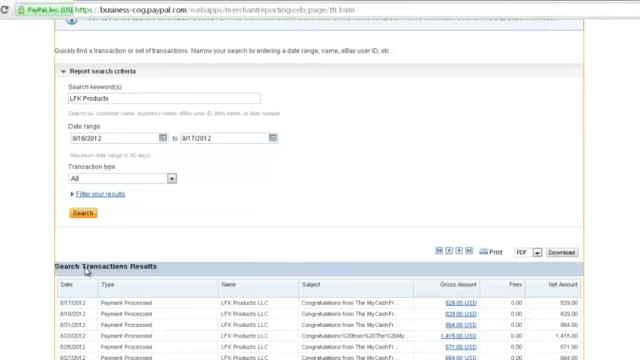 PayPal, Inc. [US] https://business-cog.paypal.com/webapps/merchantreportingweb/page/tfr.form
Quickly find a transaction or set of transactions. Narrow your search by entering a date range, name, eBay user ID, etc.
Report search criteria
Search keyword(s)
LFK Products
Search by customer name, business name, eBay user ID, item name, or item number.
Date range
8/16/2012 to 9/17/2012
Maximum date range is 90 days.
Transaction type
All
Filter your results
Search
Print PDF Download
Search Transactions Results
Date Type Name Subject Gross Amount Fees Net Amount
8/17/2012 Payment Processed LFK Products LLC Congratulations from The MyCashFr... 829.00 USD 0.00 829.00
8/18/2012 Payment Processed LFK Products LLC Congratulations from The MyCashFr... 829.00 USD 0.00 829.00
8/21/2012 Payment Processed LFK Products LLC Congratulations from The MyCashFr... 864.00 USD 0.00 864.00
8/23/2012 Payment Processed LFK Products LLC Congratulations%20from%20The%20My... 1,415.00 USD 0.00 1,415.00
8/25/2012 Payment Processed LFK Products LLC Congratulations from The MyCashFr... 571.00 USD 0.00 571.00
8/27/2012 Payment Processed LFK Products LLC Congratulations from The MyCashFr... 864.00 USD 0.00 864.00